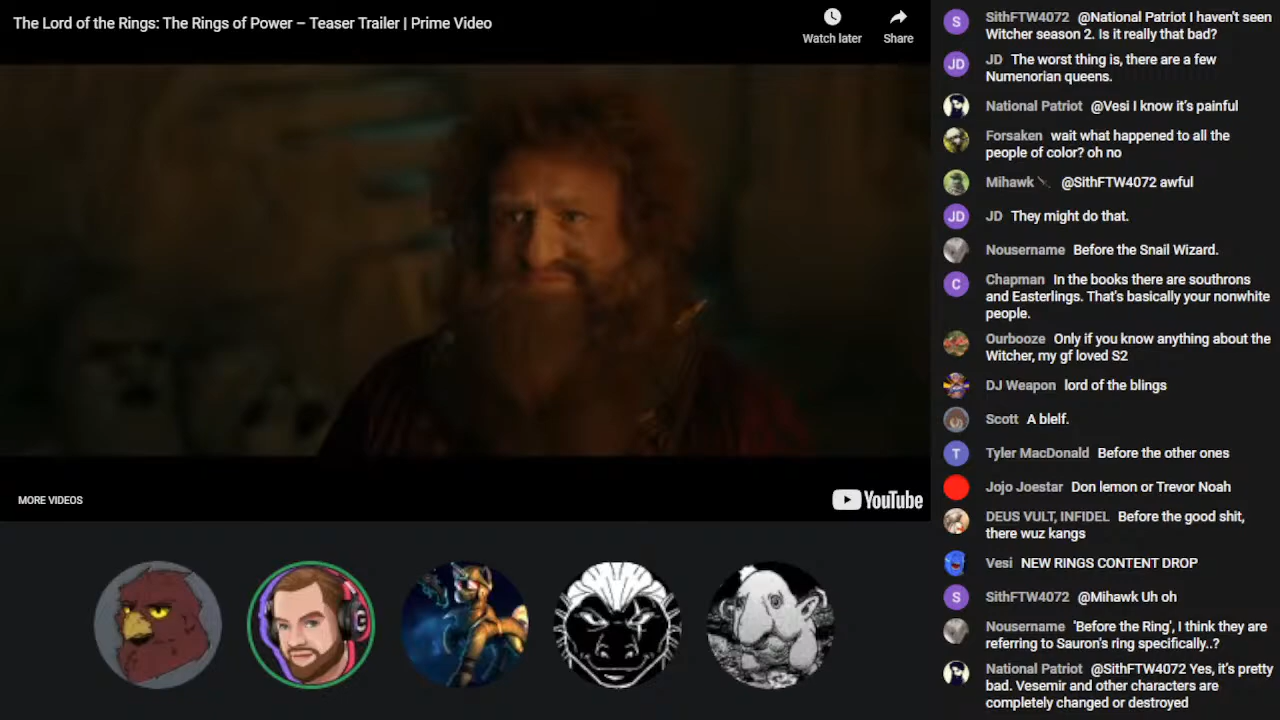 The Lord of the Rings: The Rings of Power – Teaser Trailer | Prime Video
Watch later
Share
MORE VIDEOS
YouTube
S
SithFTW4072 @National Patriot I haven't seen
Witcher season 2. Is it really that bad?
JD
JD The worst thing is, there are a few
Numenorian queens.
National Patriot @Vesi I know it's painful
Forsaken wait what happened to all the
people of color? oh no
Mihawk @SithFTW4072 awful
JD
JD They might do that.
Nousername Before the Snail Wizard.
C
Chapman In the books there are southrons
and Easterlings. That's basically your nonwhite
people.
Ourbooze Only if you know anything about the
Witcher, my gf loved S2
DJ Weapon lord of the blings
Scott A blelf.
T
Tyler MacDonald Before the other ones
Jojo Joestar Don lemon or Trevor Noah
DEUS VULT, INFIDEL Before the good shit,
there wuz kangs
Vesi NEW RINGS CONTENT DROP
S
SithFTW4072 @Mihawk Uh oh
Nousername 'Before the Ring', I think they are
referring to Sauron's ring specifically..?
National Patriot @SithFTW4072 Yes, it's pretty
bad. Vesemir and other characters are
completely changed or destroyed